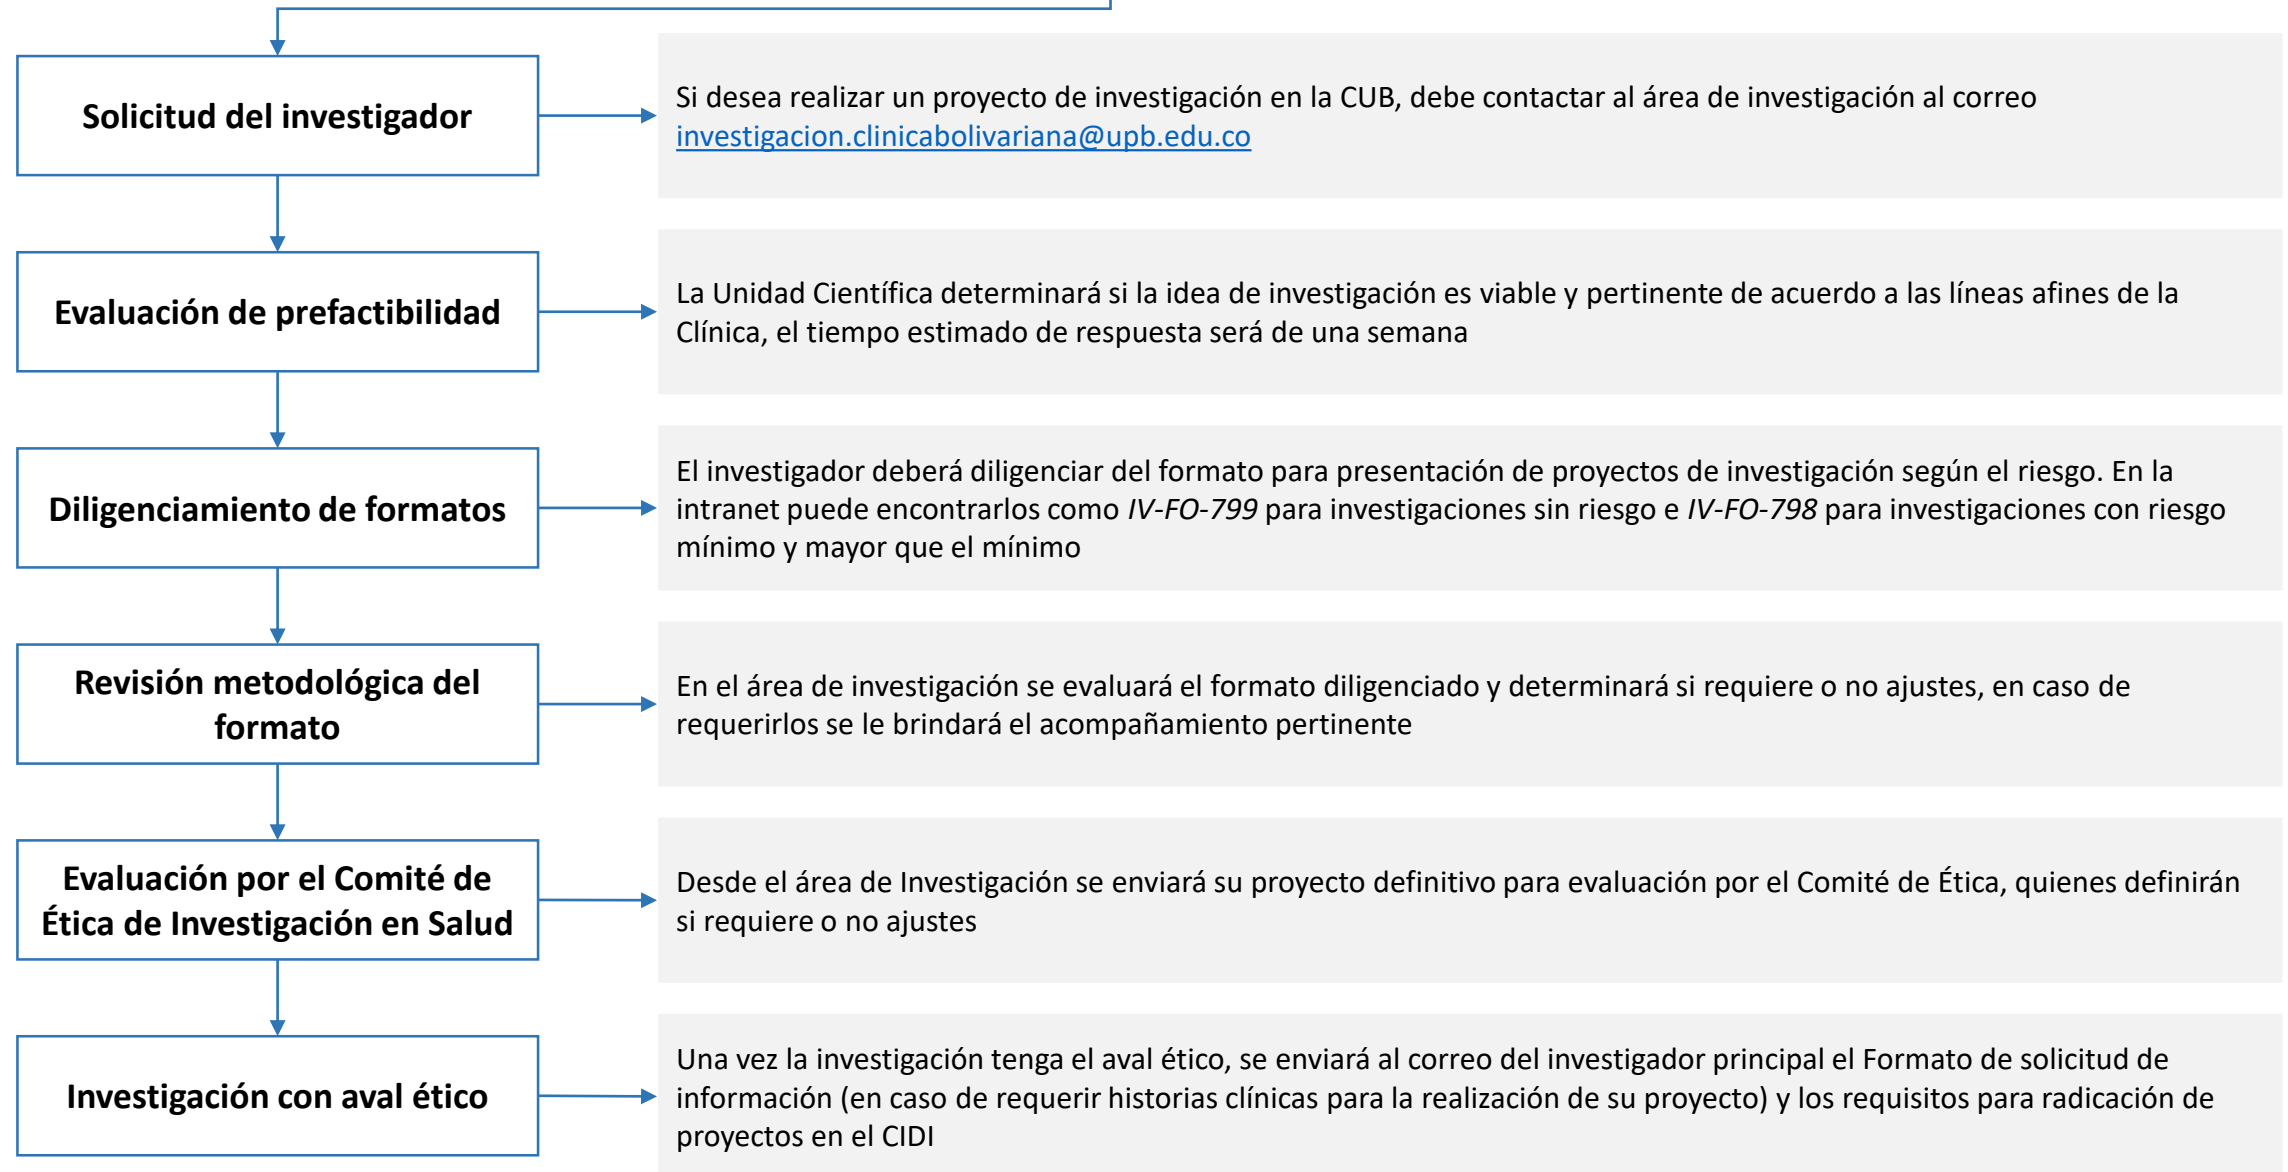 Solicitud del investigador
Si desea realizar un proyecto de investigación en la CUB, debe contactar al área de investigación al correo
investigacion.clinicabolivariana@upb.edu.co
Evaluación de prefactibilidad
La Unidad Científica determinará si la idea de investigación es viable y pertinente de acuerdo a las líneas afines de la
Clínica, el tiempo estimado de respuesta será de una semana
Diligenciamiento de formatos
El investigador deberá diligenciar del formato para presentación de proyectos de investigación según el riesgo. En la
intranet puede encontrarlos como IV-FO-799 para investigaciones sin riesgo e IV-FO-798 para investigaciones con riesgo
mínimo y mayor que el mínimo
Revisión metodológica del
formato
En el área de investigación se evaluará el formato diligenciado y determinará si requiere o no ajustes, en caso de
requerirlos se le brindará el acompañamiento pertinente
Evaluación por el Comité de
Ética de Investigación en Salud
Desde el área de Investigación se enviará su proyecto definitivo para evaluación por el Comité de Ética, quienes definirán
si requiere o no ajustes
Investigación con aval ético
Una vez la investigación tenga el aval ético, se enviará al correo del investigador principal el Formato de solicitud de
información (en caso de requerir historias clínicas para la realización de su proyecto) y los requisitos para radicación de
proyectos en el CIDI